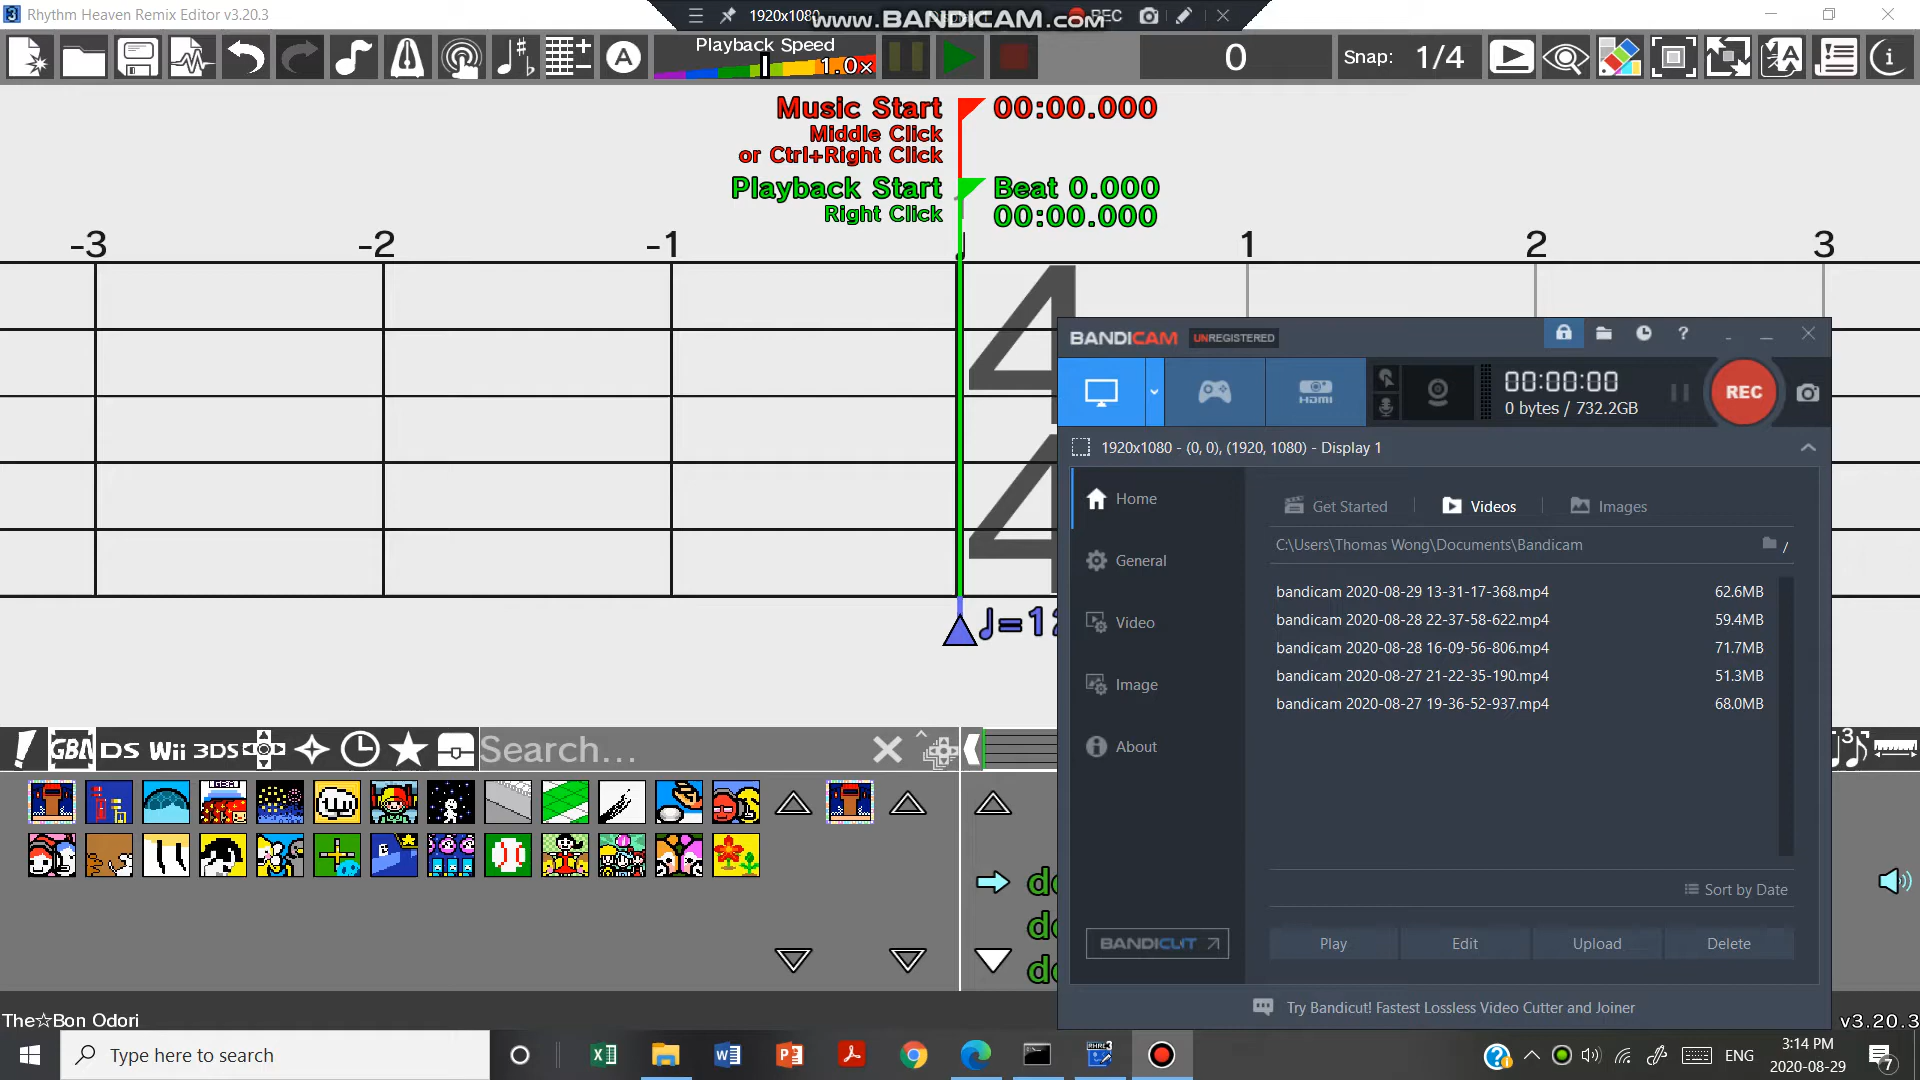 Rhythm Heaven Remix Editor v3.20.3
1920x1080
www.BANDICAM.com
REC
Playback Speed
1.0x
0
Snap: 1/4
Music Start
00:00.000
Middle Click
or Ctrl+Right Click
Playback Start
Beat 0.000
Right Click
00:00.000
-3 -2 -1 1 2 3
4
4
♩=12
BANDICAM UNREGISTERED
HDMI
00:00:00
0 bytes / 732.2GB
REC
1920x1080 - (0, 0), (1920, 1080) - Display 1
Home
General
Video
Image
About
Get Started
Videos
Images
C:\Users\Thomas Wong\Documents\Bandicam
bandicam 2020-08-29 13-31-17-368.mp4 62.6MB
bandicam 2020-08-28 22-37-58-622.mp4 59.4MB
bandicam 2020-08-28 16-09-56-806.mp4 71.7MB
bandicam 2020-08-27 21-22-35-190.mp4 51.3MB
bandicam 2020-08-27 19-36-52-937.mp4 68.0MB
Sort by Date
BANDICUT
Play
Edit
Upload
Delete
Try Bandicut! Fastest Lossless Video Cutter and Joiner
GBA DS Wii 3DS
Search...
The☆Bon Odori
v3.20.3
Type here to search
ENG
3:14 PM
2020-08-29
7